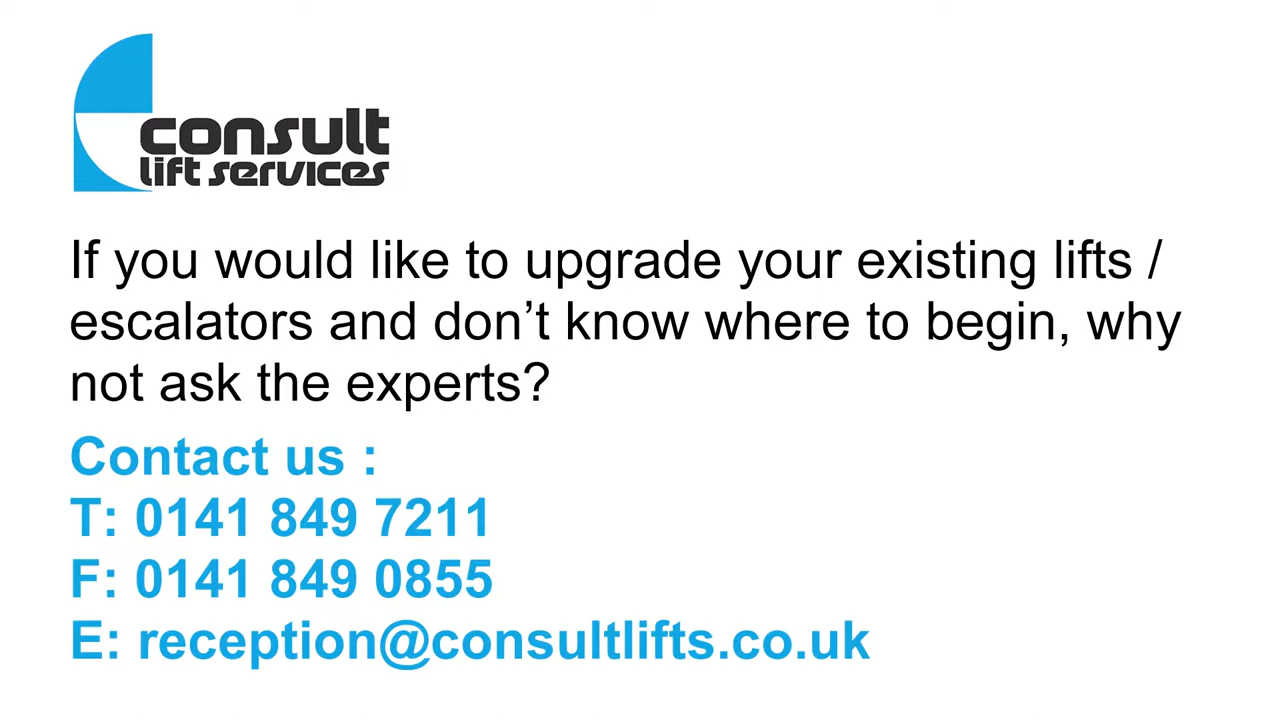 consult
lift services
If you would like to upgrade your existing lifts /
escalators and don’t know where to begin, why
not ask the experts?
Contact us :
T: 0141 849 7211
F: 0141 849 0855
E: reception@consultlifts.co.uk